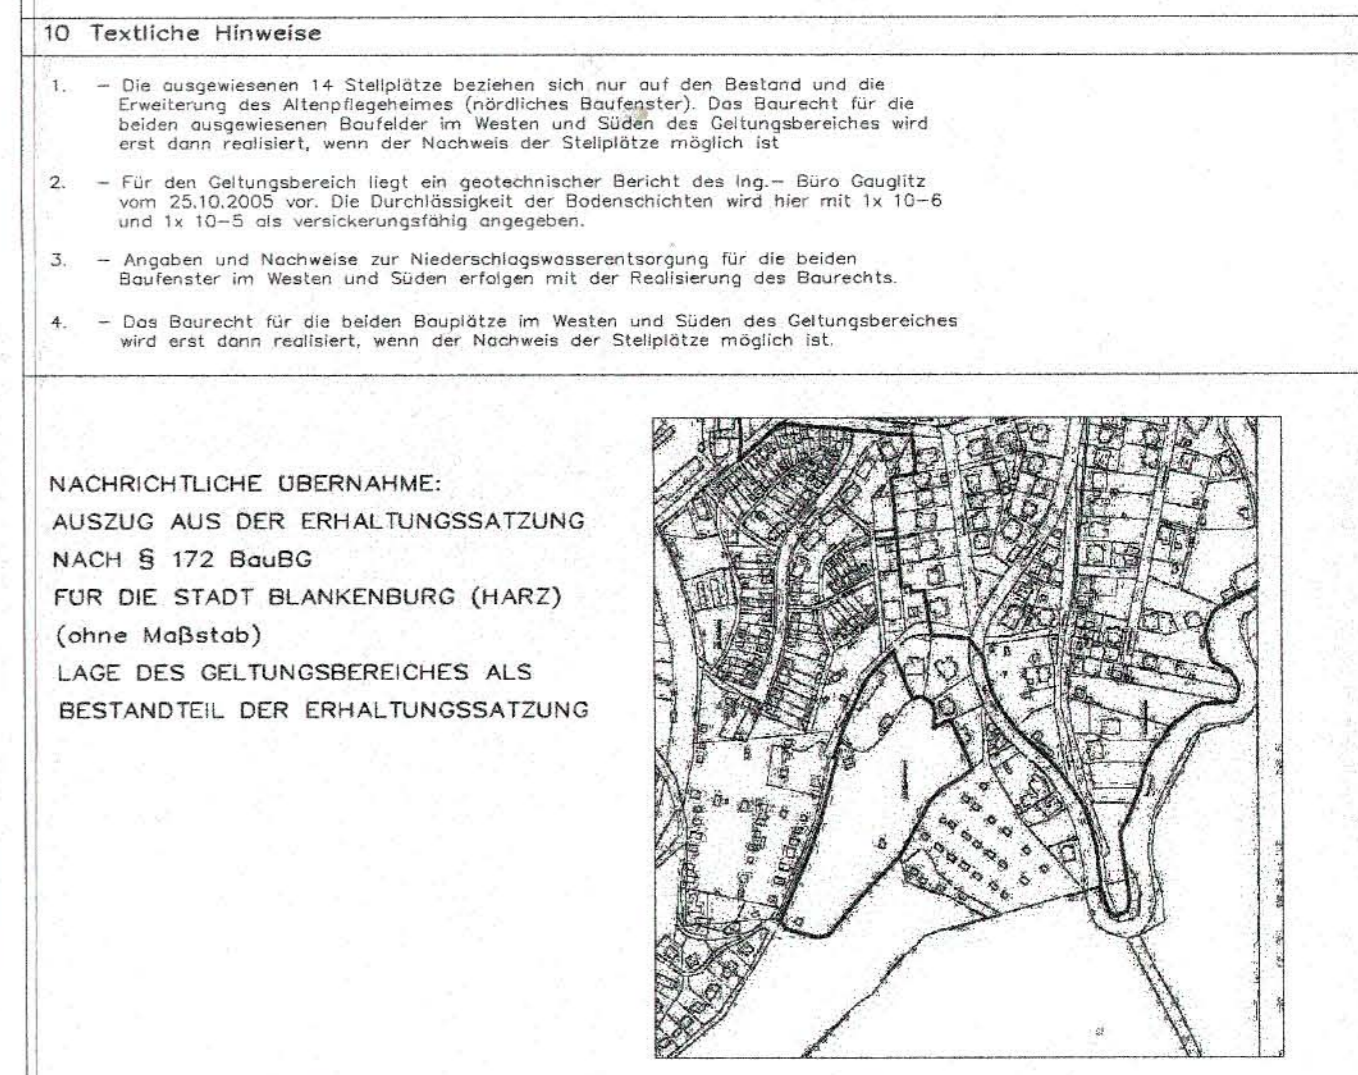 10 Textliche Hinweise
1. – Die ausgewiesenen 14 Stellplätze beziehen sich nur auf den Bestand und die
Erweiterung des Altenpflegeheimes (nördliches Baufenster). Das Baurecht für die
beiden ausgewiesenen Baufelder im Westen und Süden des Geltungsbereiches wird
erst dann realisiert, wenn der Nachweis der Stellplätze möglich ist
2. – Für den Geltungsbereich liegt ein geotechnischer Bericht des Ing.– Büro Gauglitz
vom 25.10.2005 vor. Die Durchlässigkeit der Bodenschichten wird hier mit 1x 10–6
und 1x 10–5 als versickerungsfähig angegeben.
3. – Angaben und Nachweise zur Niederschlagswasserentsorgung für die beiden
Baufenster im Westen und Süden erfolgen mit der Realisierung des Baurechts.
4. – Das Baurecht für die beiden Bauplätze im Westen und Süden des Geltungsbereiches
wird erst dann realisiert, wenn der Nachweis der Stellplätze möglich ist.
NACHRICHTLICHE ÜBERNAHME:
AUSZUG AUS DER ERHALTUNGSSATZUNG
NACH § 172 BauBG
FÜR DIE STADT BLANKENBURG (HARZ)
(ohne Maßstab)
LAGE DES GELTUNGSBEREICHES ALS
BESTANDTEIL DER ERHALTUNGSSATZUNG